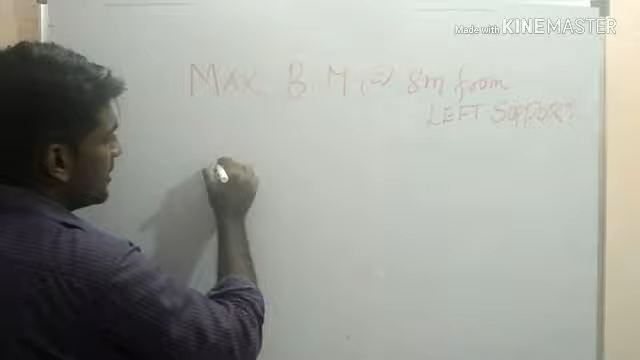 Made with KINEMASTER
MAX B.M. => 8m from
LEFT SUPPORT